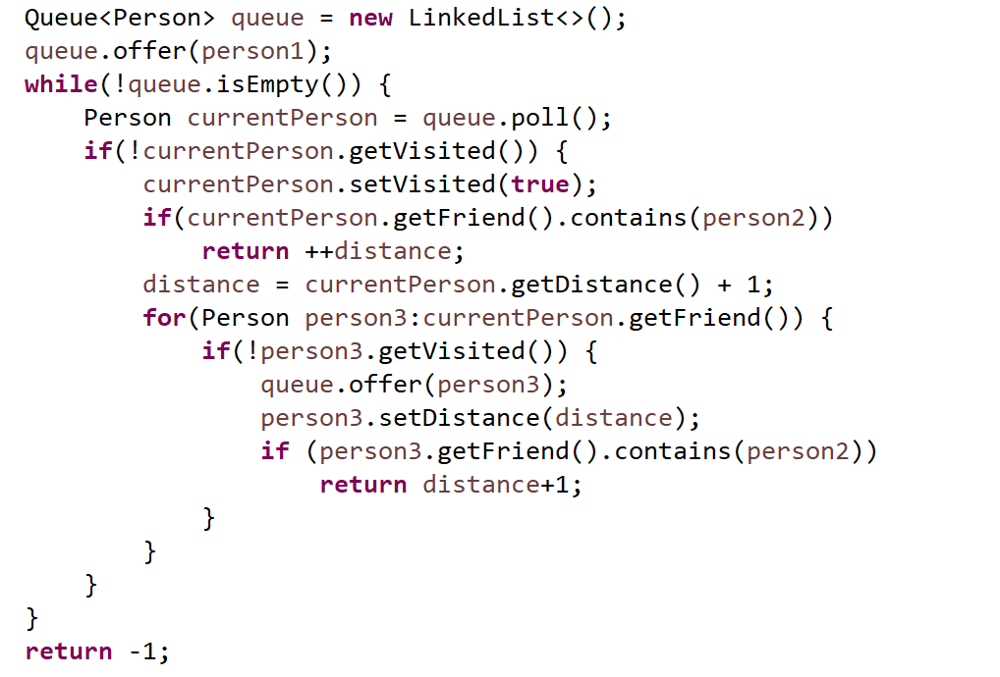 Queue<Person> queue = new LinkedList<>();
queue.offer(person1);
while(!queue.isEmpty()) {
    Person currentPerson = queue.poll();
    if(!currentPerson.getVisited()) {
        currentPerson.setVisited(true);
        if(currentPerson.getFriend().contains(person2))
            return ++distance;
        distance = currentPerson.getDistance() + 1;
        for(Person person3:currentPerson.getFriend()) {
            if(!person3.getVisited()) {
                queue.offer(person3);
                person3.setDistance(distance);
                if (person3.getFriend().contains(person2))
                    return distance+1;
            }
        }
    }
}
return -1;